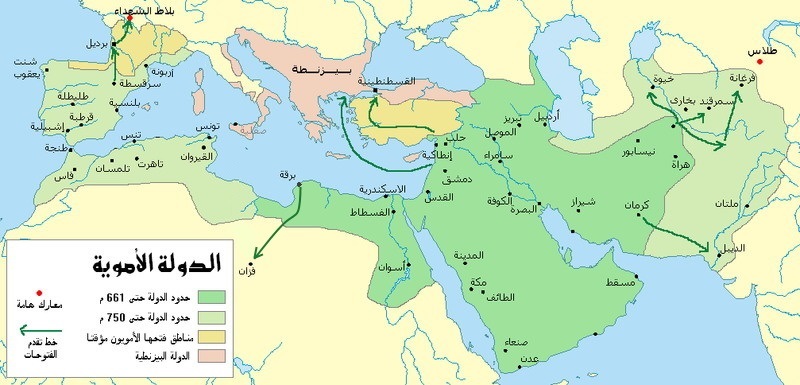 بلاط الشهداء
برديل
بيزنطة
القسطنطينية
طلاس
شنت
يعقوب
أربونة
سرقسطة
طليطلة
بلنسية
قرطبة
إشبيلية
طنجة
فاس
تنس
تلمسان
تاهرت
تونس
القيروان
برقة
فزان
الاسكندرية
الفسطاط
أسوان
حلب
إنطاكية
دمشق
القدس
الموصل
تبريز
أردبيل
سامراء
الكوفة
البصرة
شيراز
كرمان
نيسابور
هراة
خيوة
بخارى
سمرقند
فرغانة
ملتان
الديبل
مسقط
المدينة
مكة
الطائف
صنعاء
عدن
الدولة الأموية
حدود الدولة حتى 661 م
حدود الدولة حتى 750 م
مناطق فتحها الأمويون مؤقتا
الدولة البيزنطية
معارك هامة
خط تقدم
الفتوحات